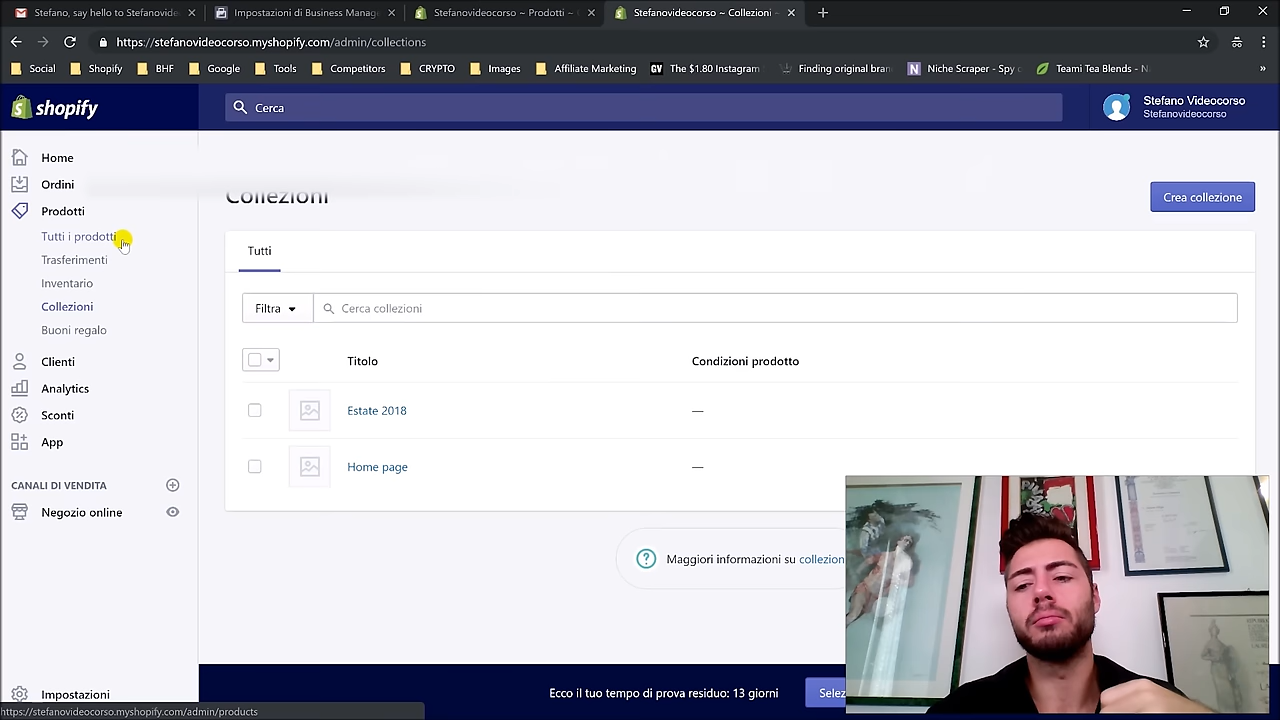 Stefano, say hello to Stefanovide
Impostazioni di Business Manage
Stefanovideocorso ~ Prodotti ~
Stefanovideocorso ~ Collezioni ~
https://stefanovideocorso.myshopify.com/admin/collections
Social
Shopify
BHF
Google
Tools
Competitors
CRYPTO
Images
Affiliate Marketing
GV
The $1.80 Instagram
Finding original bran
N
Niche Scraper - Spy
Teami Tea Blends - N
»
shopify
Cerca
Stefano Videocorso
Stefanovideocorso
Home
Ordini
Prodotti
Tutti i prodotti
Trasferimenti
Inventario
Collezioni
Buoni regalo
Clienti
Analytics
Sconti
App
CANALI DI VENDITA
Negozio online
Impostazioni
Collezioni
Crea collezione
Tutti
Filtra
Cerca collezioni
Titolo
Condizioni prodotto
Estate 2018
—
Home page
—
Maggiori informazioni su collezion
Ecco il tuo tempo di prova residuo: 13 giorni
Selez
https://stefanovideocorso.myshopify.com/admin/products